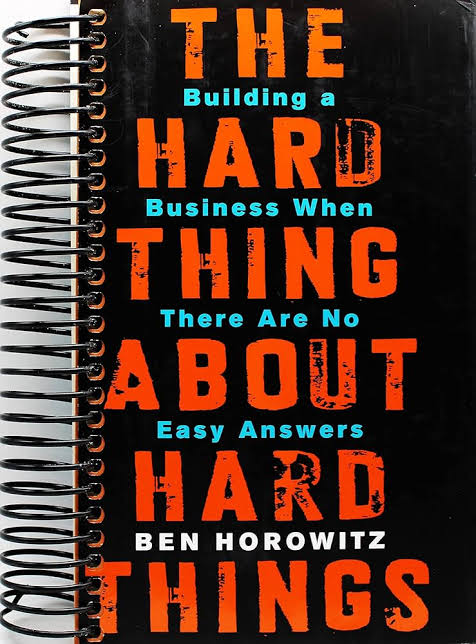 THE
Building a
HARD
Business When
THING
There Are No
ABOUT
Easy Answers
HARD
BEN HOROWITZ
THINGS